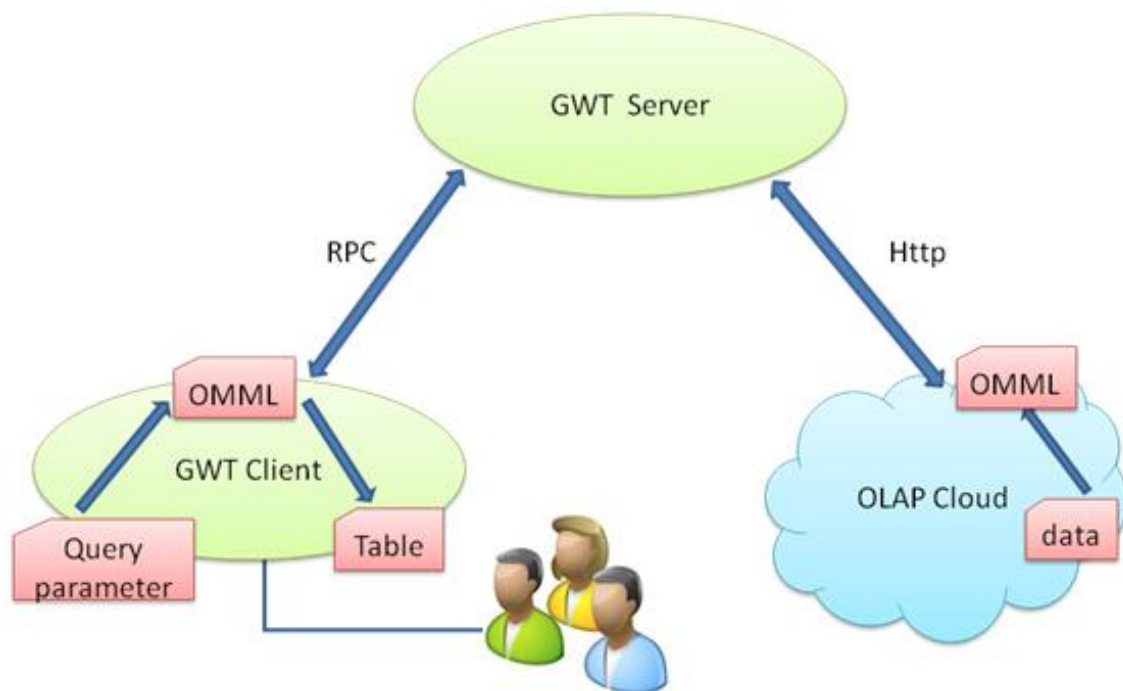 GWT Server
RPC
Http
OMML
OMML
GWT Client
OLAP Cloud
Query
parameter
Table
data